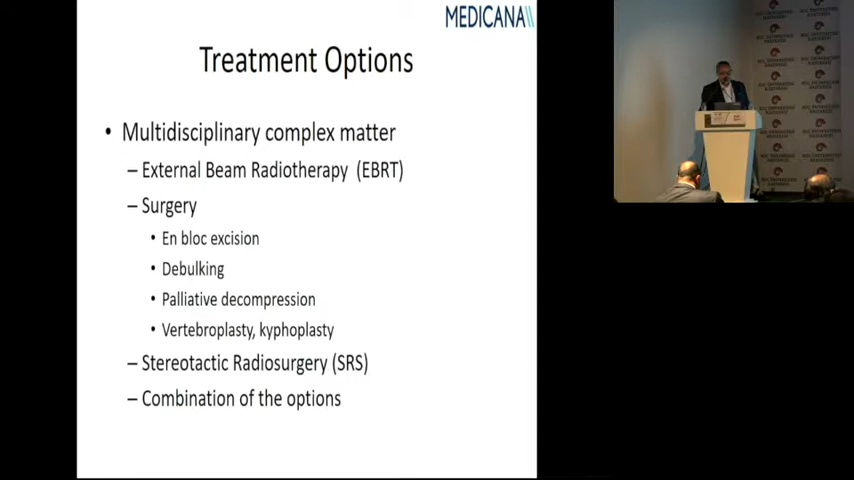 MEDICANA
Treatment Options
• Multidisciplinary complex matter
– External Beam Radiotherapy (EBRT)
– Surgery
• En bloc excision
• Debulking
• Palliative decompression
• Vertebroplasty, kyphoplasty
– Stereotactic Radiosurgery (SRS)
– Combination of the options